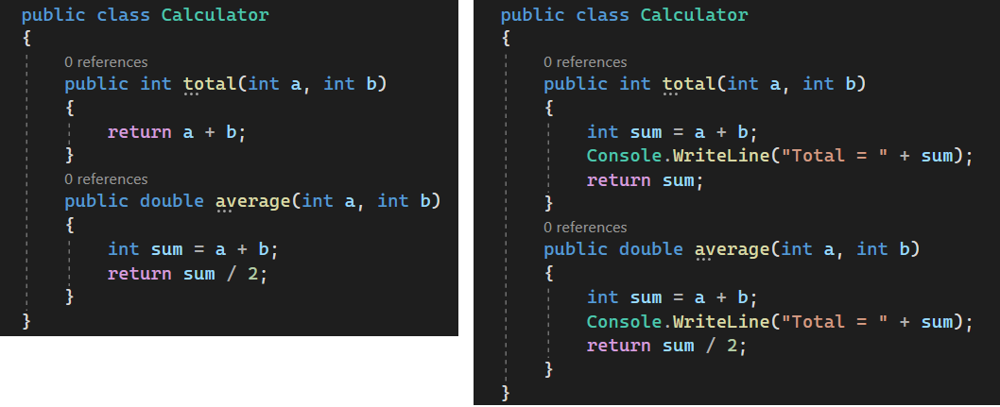 public class Calculator
{
0 references
public int total(int a, int b)
{
return a + b;
}
0 references
public double average(int a, int b)
{
int sum = a + b;
return sum / 2;
}
}
public class Calculator
{
0 references
public int total(int a, int b)
{
int sum = a + b;
Console.WriteLine("Total = " + sum);
return sum;
}
0 references
public double average(int a, int b)
{
int sum = a + b;
Console.WriteLine("Total = " + sum);
return sum / 2;
}
}